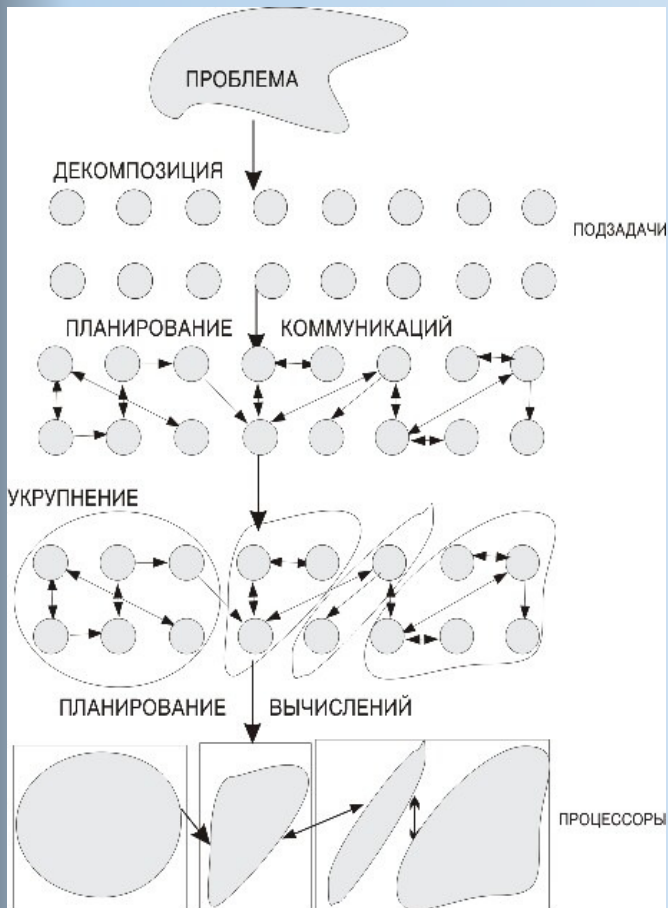 ПРОБЛЕМА
ДЕКОМПОЗИЦИЯ
ПОДЗАДАЧИ
ПЛАНИРОВАНИЕ КОММУНИКАЦИЙ
УКРУПНЕНИЕ
ПЛАНИРОВАНИЕ ВЫЧИСЛЕНИЙ
ПРОЦЕССОРЫ